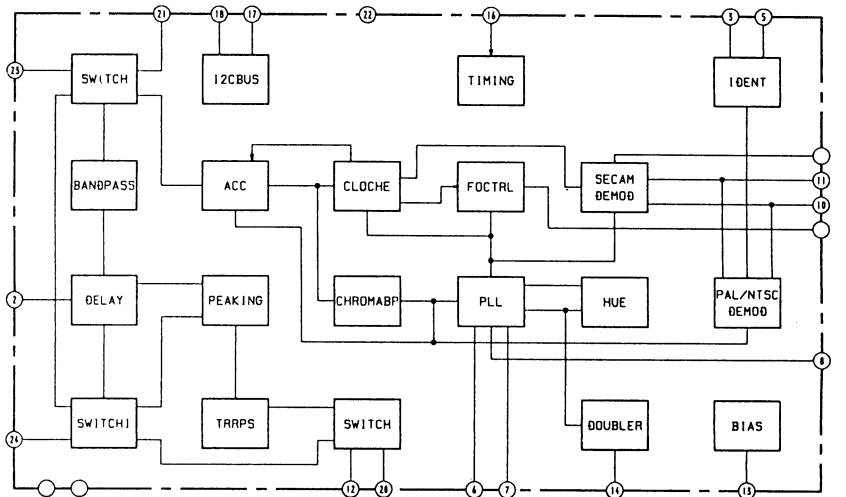 21
18
17
22
16
3
5
23
SWITCH
I2CBUS
TIMING
IDENT
BANDPASS
ACC
CLOCHE
FOCTRL
SECAM
DEMOD
11
10
2
DELAY
PEAKING
CHROMABP
PLL
HUE
PAL/NTSC
DEMOD
8
24
SWITCH1
TRAPS
SWITCH
DOUBLER
BIAS
12
28
6
7
14
13